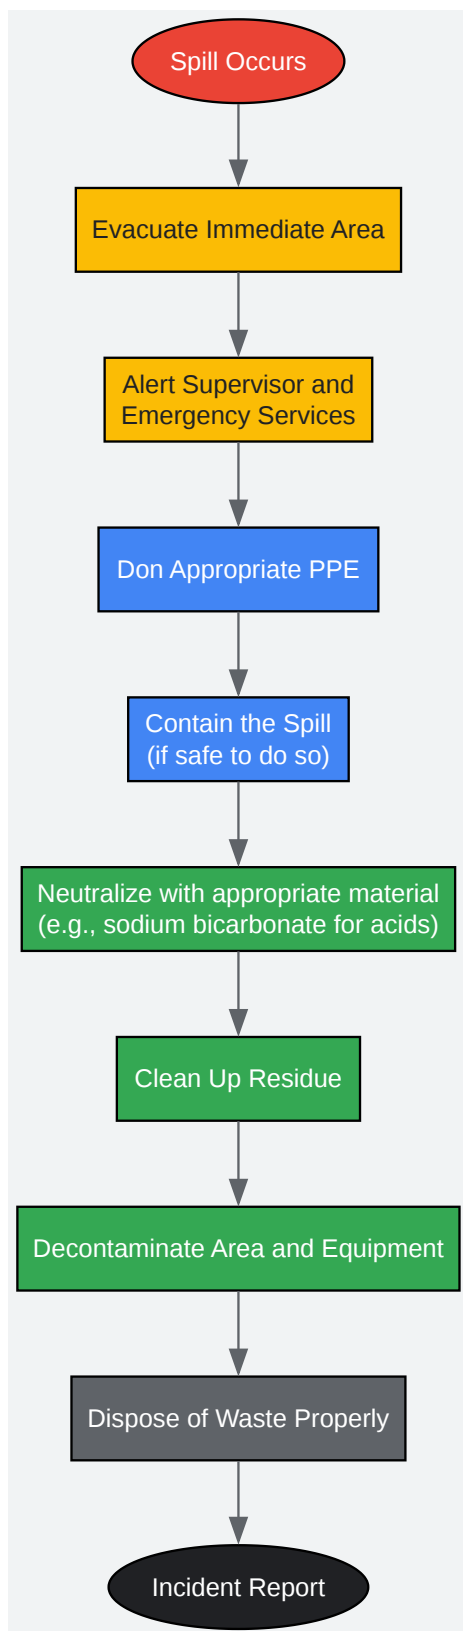 Spill Occurs
Evacuate Immediate Area
Alert Supervisor and
Emergency Services
Don Appropriate PPE
Contain the Spill
(if safe to do so)
Neutralize with appropriate material
(e.g., sodium bicarbonate for acids)
Clean Up Residue
Decontaminate Area and Equipment
Dispose of Waste Properly
Incident Report